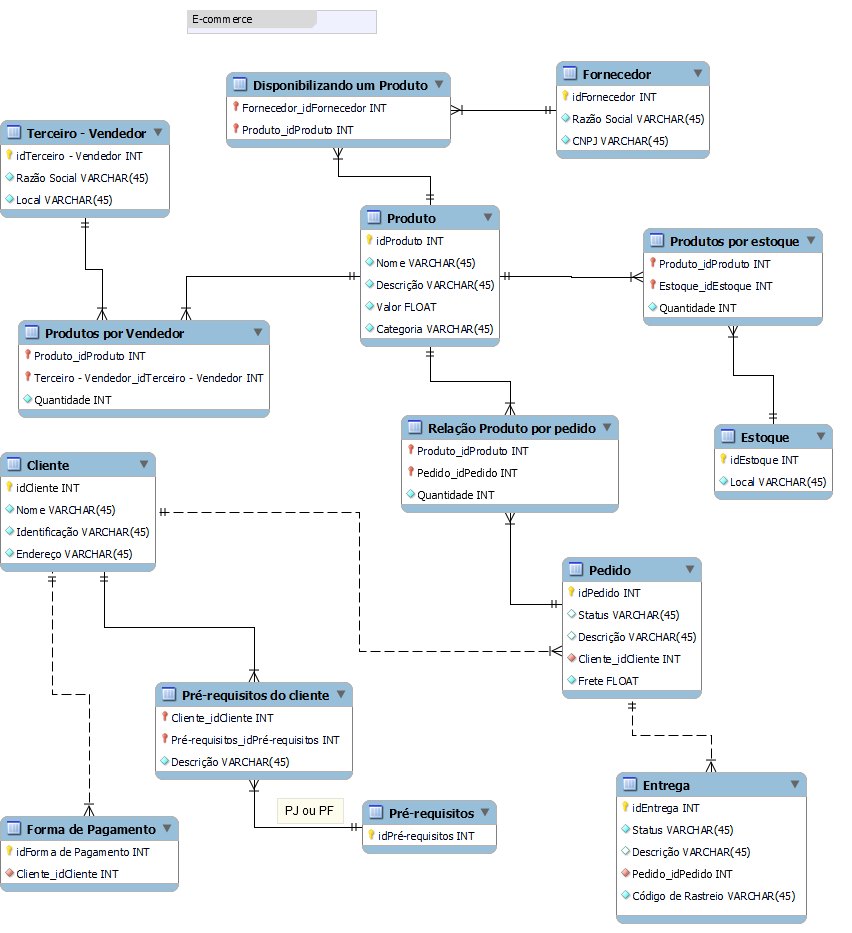 E-commerce
Disponibilizando um Produto
Fornecedor_idFornecedor INT
Produto_idProduto INT
Fornecedor
idFornecedor INT
Razão Social VARCHAR(45)
CNPJ VARCHAR(45)
Terceiro - Vendedor
idTerceiro - Vendedor INT
Razão Social VARCHAR(45)
Local VARCHAR(45)
Produto
idProduto INT
Nome VARCHAR(45)
Descrição VARCHAR(45)
Valor FLOAT
Categoria VARCHAR(45)
Produtos por estoque
Produto_idProduto INT
Estoque_idEstoque INT
Quantidade INT
Produtos por Vendedor
Produto_idProduto INT
Terceiro - Vendedor_idTerceiro - Vendedor INT
Quantidade INT
Relação Produto por pedido
Produto_idProduto INT
Pedido_idPedido INT
Quantidade INT
Estoque
idEstoque INT
Local VARCHAR(45)
Cliente
idCliente INT
Nome VARCHAR(45)
Identificação VARCHAR(45)
Endereço VARCHAR(45)
Pedido
idPedido INT
Status VARCHAR(45)
Descrição VARCHAR(45)
Cliente_idCliente INT
Frete FLOAT
Pré-requisitos do cliente
Cliente_idCliente INT
Pré-requisitos_idPré-requisitos INT
Descrição VARCHAR(45)
PJ ou PF
Pré-requisitos
idPré-requisitos INT
Forma de Pagamento
idForma de Pagamento INT
Cliente_idCliente INT
Entrega
idEntrega INT
Status VARCHAR(45)
Descrição VARCHAR(45)
Pedido_idPedido INT
Código de Rastreio VARCHAR(45)